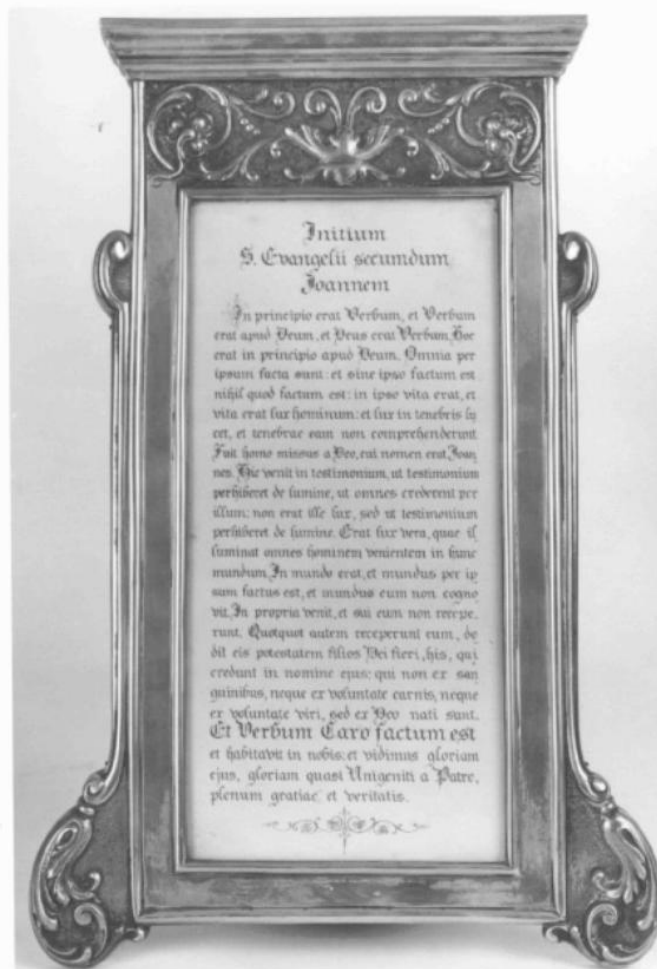 Initium
S. Evangelii secundum
Joannem
In principio erat Verbum, et Verbum
erat apud Deum, et Deus erat Verbum, Hoc
erat in principio apud Deum. Omnia per
ipsum facta sunt: et sine ipso factum est
nihil quod factum est: in ipso vita erat, et
vita erat lux hominum: et lux in tenebris lu
cet, et tenebrae eam non comprehenderunt
Fuit homo missus a Deo, cui nomen erat Joan
nes. Hic venit in testimonium, ut testimonium
perhiberet de lumine, ut omnes crederent per
illum: non erat ille lux, sed ut testimonium
perhiberet de lumine. Erat lux vera, quae il
luminat omnes hominem venientem in hunc
mundum. In mundo erat, et mundus per ip
sum factus est, et mundus eum non cogno
vit. In propria venit, et sui eum non recepe.
runt. Quotquot autem receperunt eum, de
dit eis potestatem filios Dei fieri, his, qui
credunt in nomine ejus: qui non ex san
guinibus, neque ex voluntate carnis, neque
ex voluntate viri, sed ex Deo nati sunt.
Et Verbum Caro factum est
et habitavit in nobis: et vidimus gloriam
ejus, gloriam quasi Unigeniti a Patre,
plenum gratiae et veritatis.